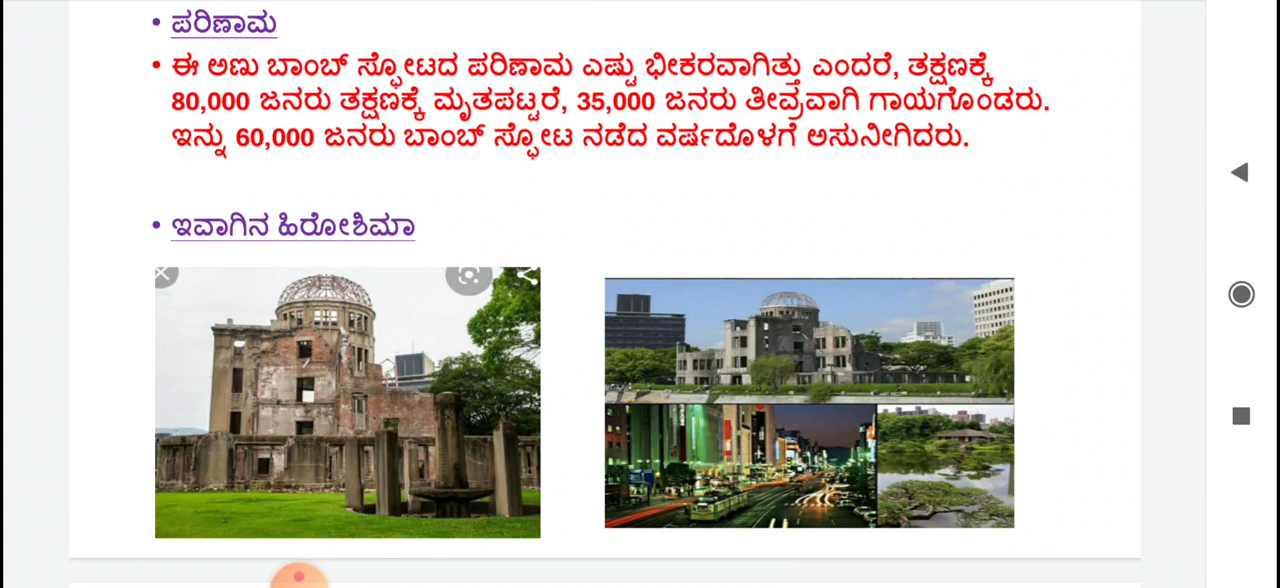 • ಪರಿಣಾಮ
• ಈ ಅಣು ಬಾಂಬ್ ಸ್ಫೋಟದ ಪರಿಣಾಮ ಎಷ್ಟು ಭೀಕರವಾಗಿತ್ತು ಎಂದರೆ, ತಕ್ಷಣಕ್ಕೆ
80,000 ಜನರು ತಕ್ಷಣಕ್ಕೆ ಮೃತಪಟ್ಟರೆ, 35,000 ಜನರು ತೀವ್ರವಾಗಿ ಗಾಯಗೊಂಡರು.
ಇನ್ನು 60,000 ಜನರು ಬಾಂಬ್ ಸ್ಫೋಟ ನಡೆದ ವರ್ಷದೊಳಗೆ ಅಸುನೀಗಿದರು.
• ಇವಾಗಿನ ಹಿರೋಶಿಮಾ